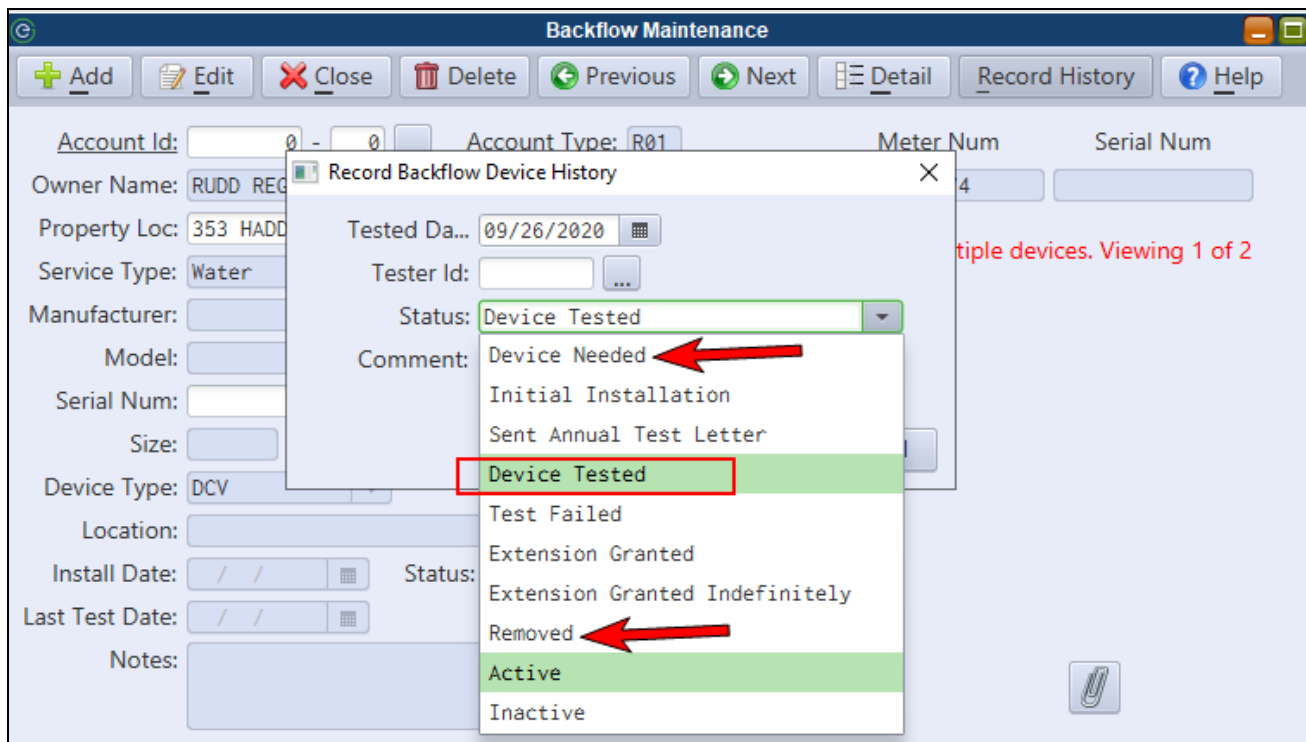 Backflow Maintenance
Add Edit Close Delete Previous Next Detail Record History Help
Account Id: 0 - 0 Account Type: R01 Meter Num Serial Num
Record Backflow Device History
Owner Name: RUDD REG 4
Property Loc: 353 HADD Tested Da... 09/26/2020
tiple devices. Viewing 1 of 2
Service Type: Water Tester Id: ...
Manufacturer: Status: Device Tested
Model: Comment: Device Needed
Serial Num: Initial Installation
Size: Sent Annual Test Letter
Device Type: DCV Device Tested
Location: Test Failed
Install Date: / / Status: Extension Granted
Extension Granted Indefinitely
Last Test Date: / / Removed
Notes: Active
Inactive